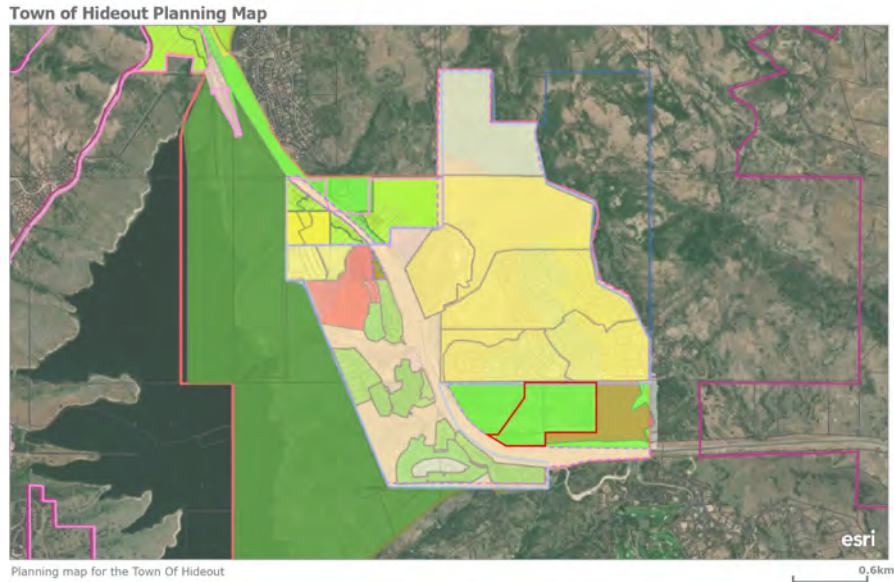 Town of Hideout Planning Map
esri
Planning map for the Town Of Hideout
0.6km